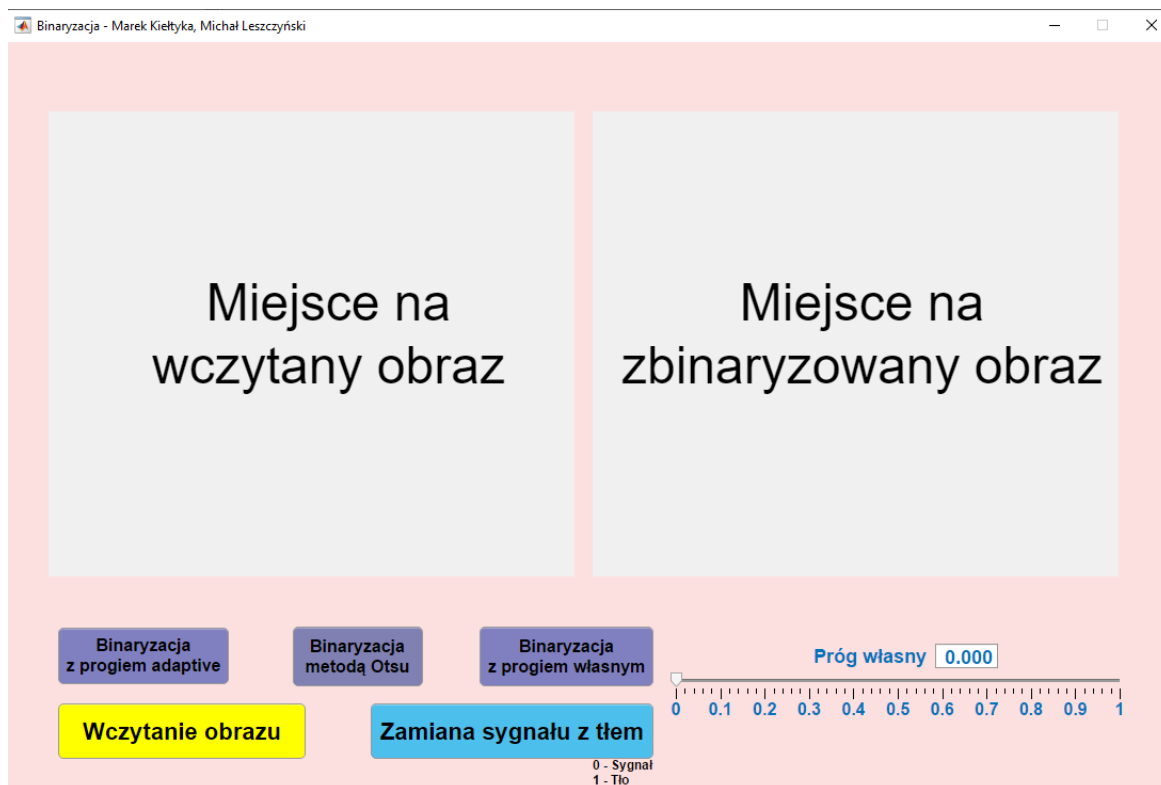 Binaryzacja - Marek Kiełtyka, Michał Leszczyński
Miejsce na
wczytany obraz
Miejsce na
zbinaryzowany obraz
Binaryzacja
z progiem adaptive
Binaryzacja
metodą Otsu
Binaryzacja
z progiem własnym
Próg własny 0.000
0 0.1 0.2 0.3 0.4 0.5 0.6 0.7 0.8 0.9 1
Wczytanie obrazu
Zamiana sygnału z tłem
0 - Sygnał
1 - Tło